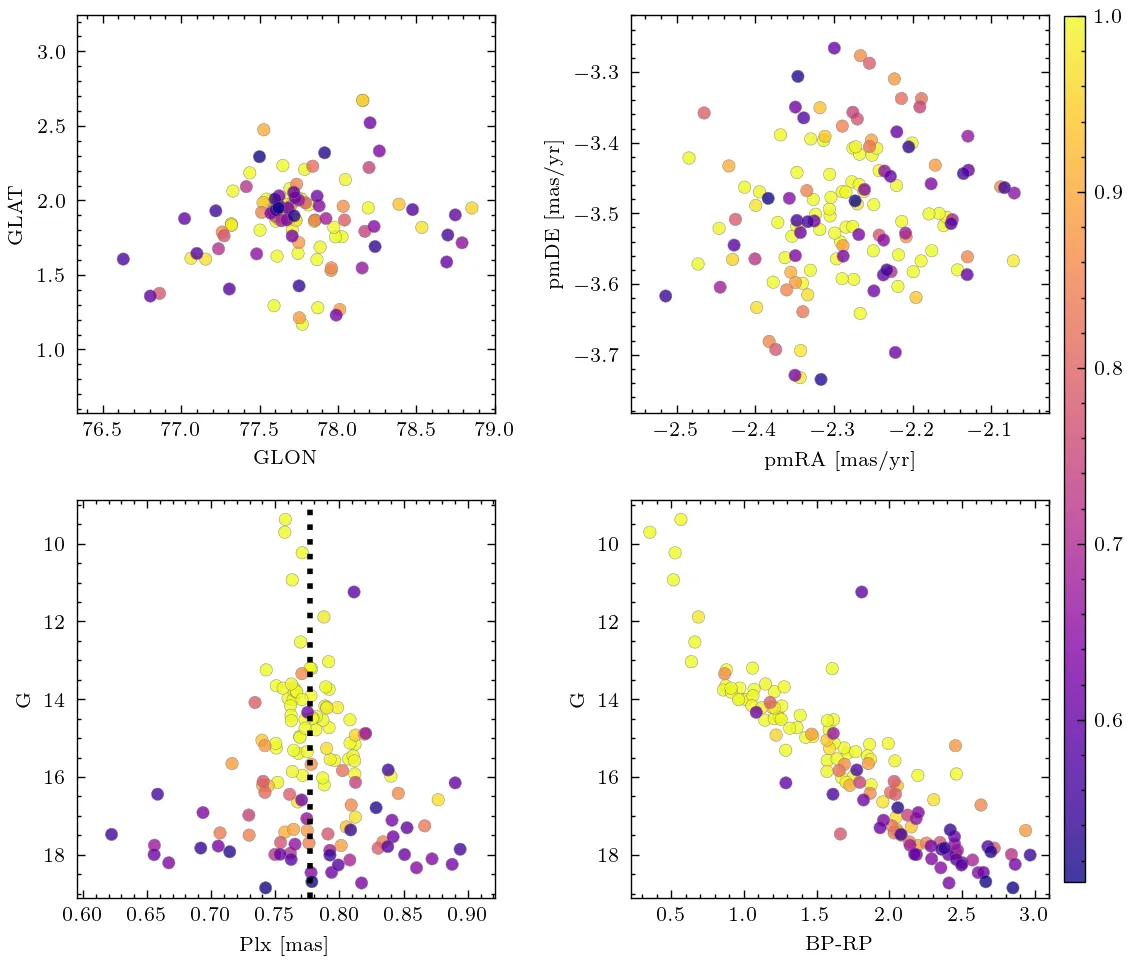 3.0
2.5
2.0
1.5
1.0
GLAT
76.5 77.0 77.5 78.0 78.5 79.0
GLON
−3.3
−3.4
−3.5
−3.6
−3.7
pmDE [mas/yr]
−2.5 −2.4 −2.3 −2.2 −2.1
pmRA [mas/yr]
1.0
0.9
0.8
0.7
0.6
10
12
14
16
18
G
0.60 0.65 0.70 0.75 0.80 0.85 0.90
Plx [mas]
10
12
14
16
18
G
0.5 1.0 1.5 2.0 2.5 3.0
BP-RP